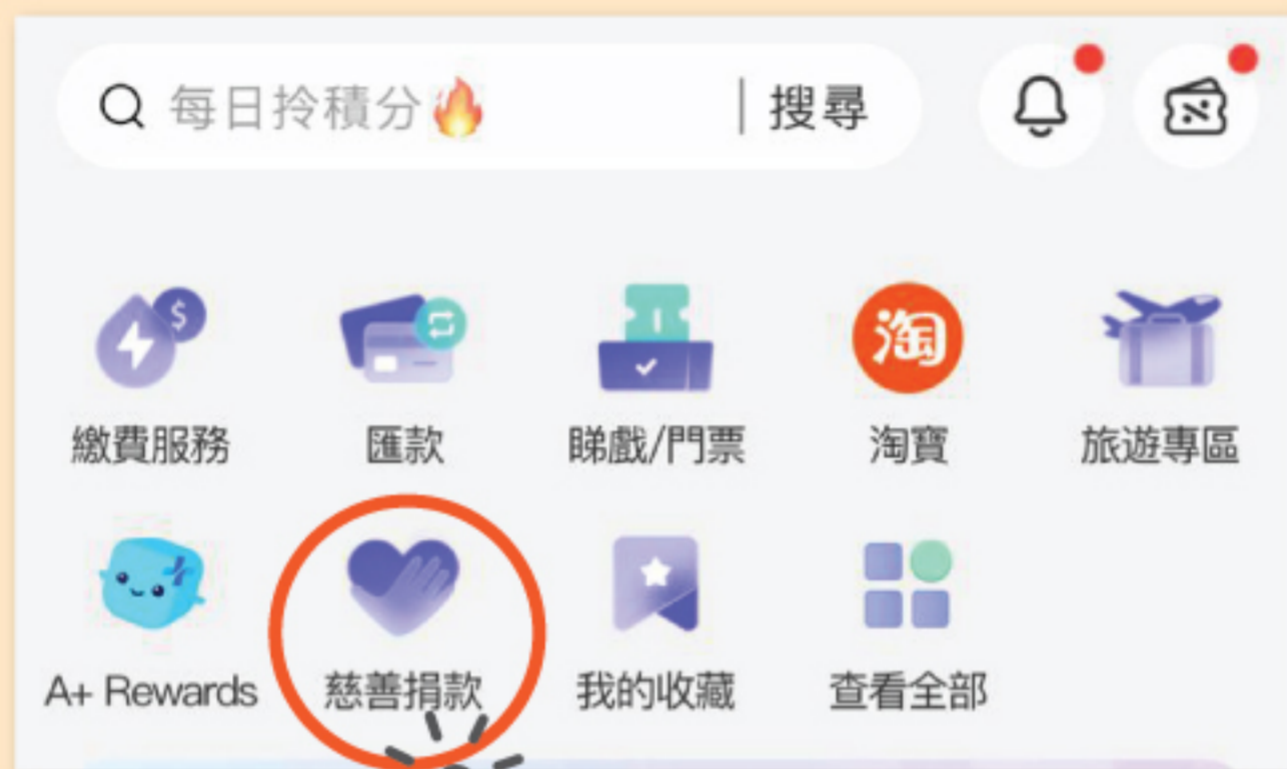 每日拎積分🔥 | 搜尋
$
淘
繳費服務 匯款 睇戲/門票 淘寶 旅遊專區
A+ Rewards 慈善捐款 我的收藏 查看全部